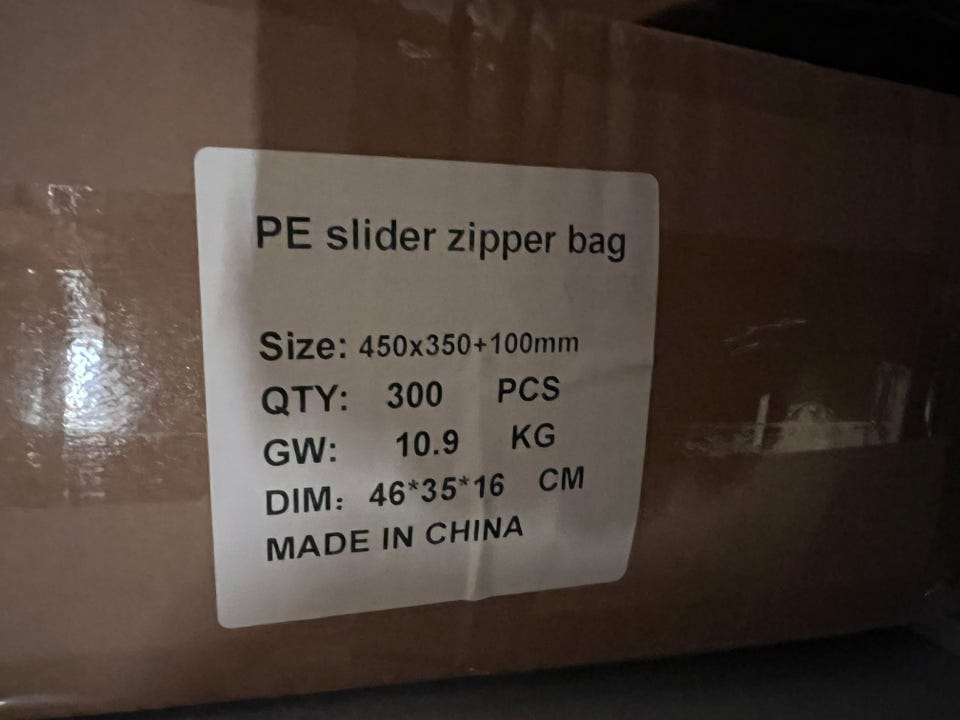 PE slider zipper bag
Size: 450x350+100mm
QTY: 300 PCS
GW: 10.9 KG
DIM: 46*35*16 CM
MADE IN CHINA